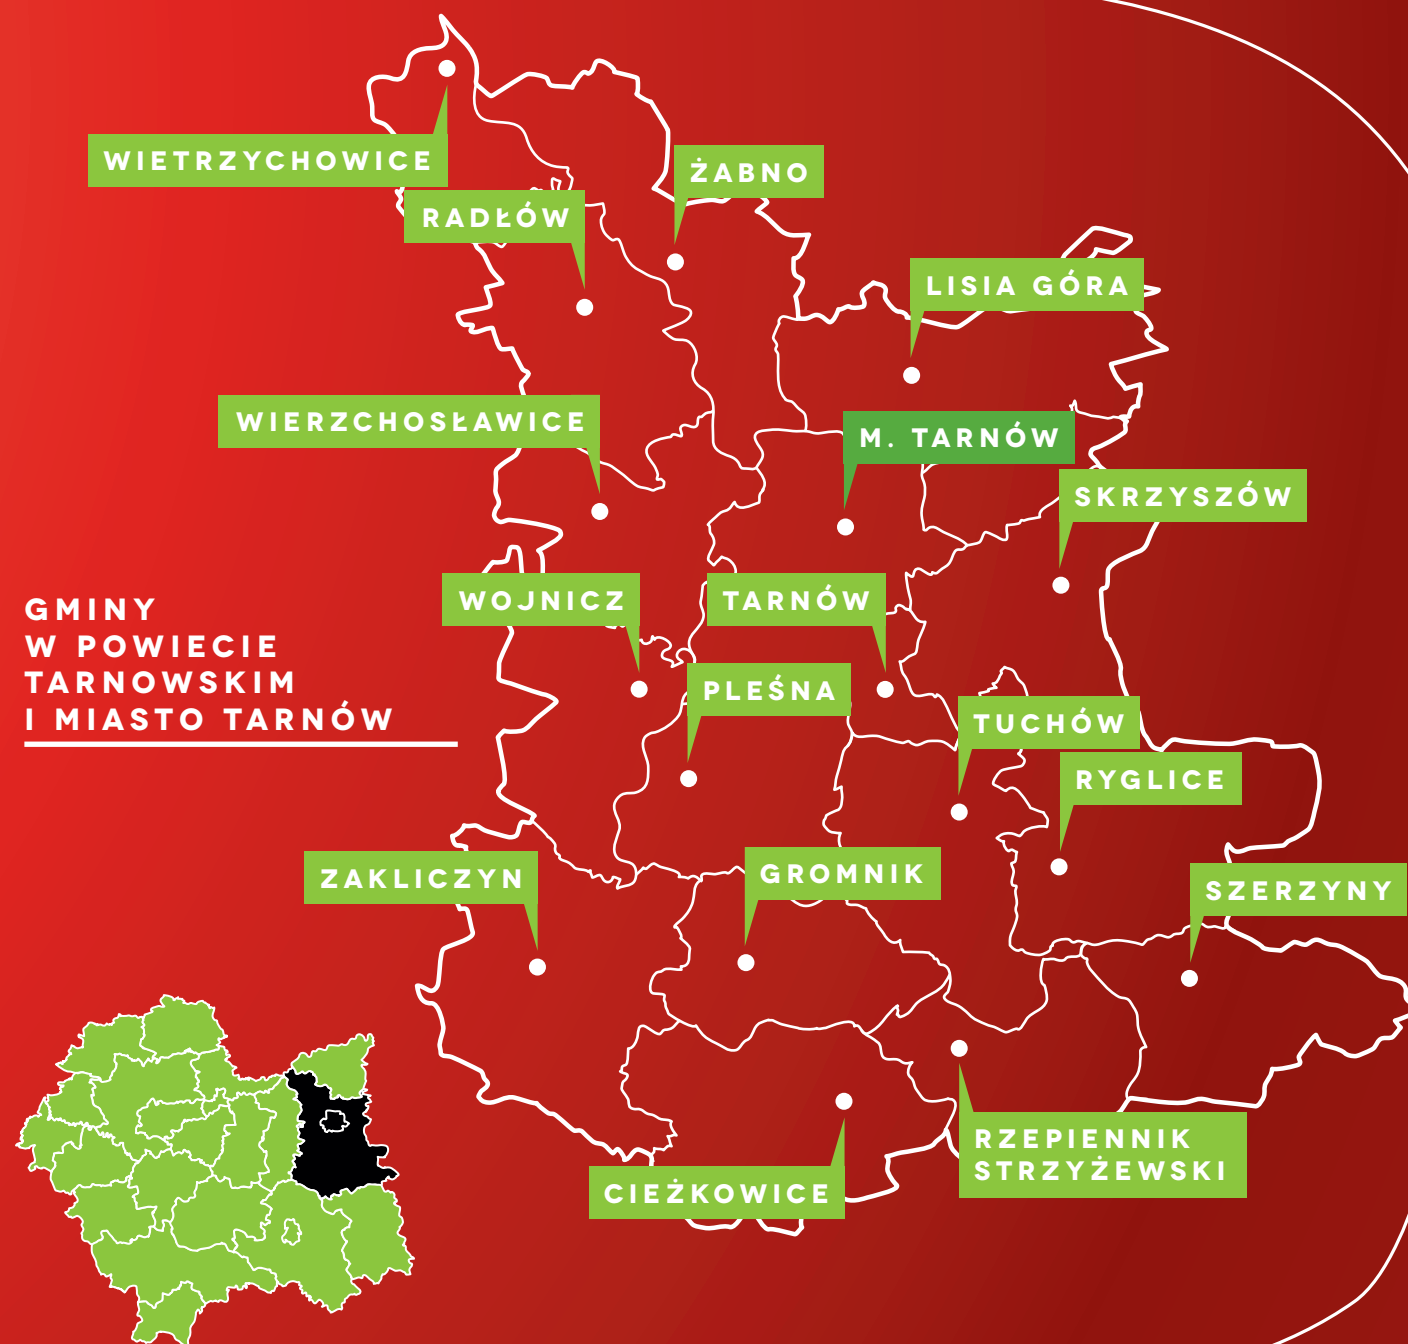 WIETRZYCHOWICE
ŻABNO
RADŁÓW
LISIA GÓRA
WIERZCHOSŁAWICE
M. TARNÓW
SKRZYSZÓW
GMINY
W POWIECIE
TARNOWSKIM
I MIASTO TARNÓW
WOJNICZ
TARNÓW
PLEŚNA
TUCHÓW
RYGLICE
ZAKLICZYN
GROMNIK
SZERZYNY
RZEPIENNIK
STRZYŻEWSKI
CIEŻKOWICE